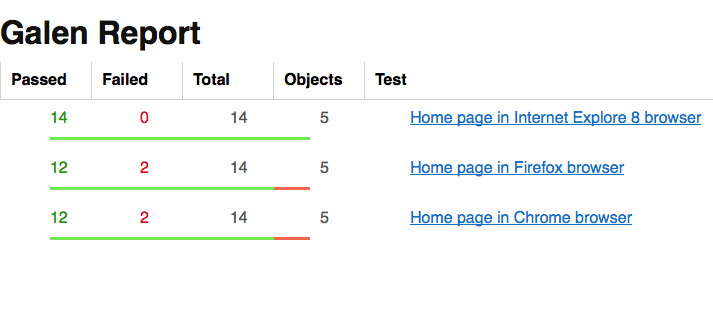 Galen Report
Passed Failed Total Objects Test
14 0 14 5 Home page in Internet Explore 8 browser
12 2 14 5 Home page in Firefox browser
12 2 14 5 Home page in Chrome browser